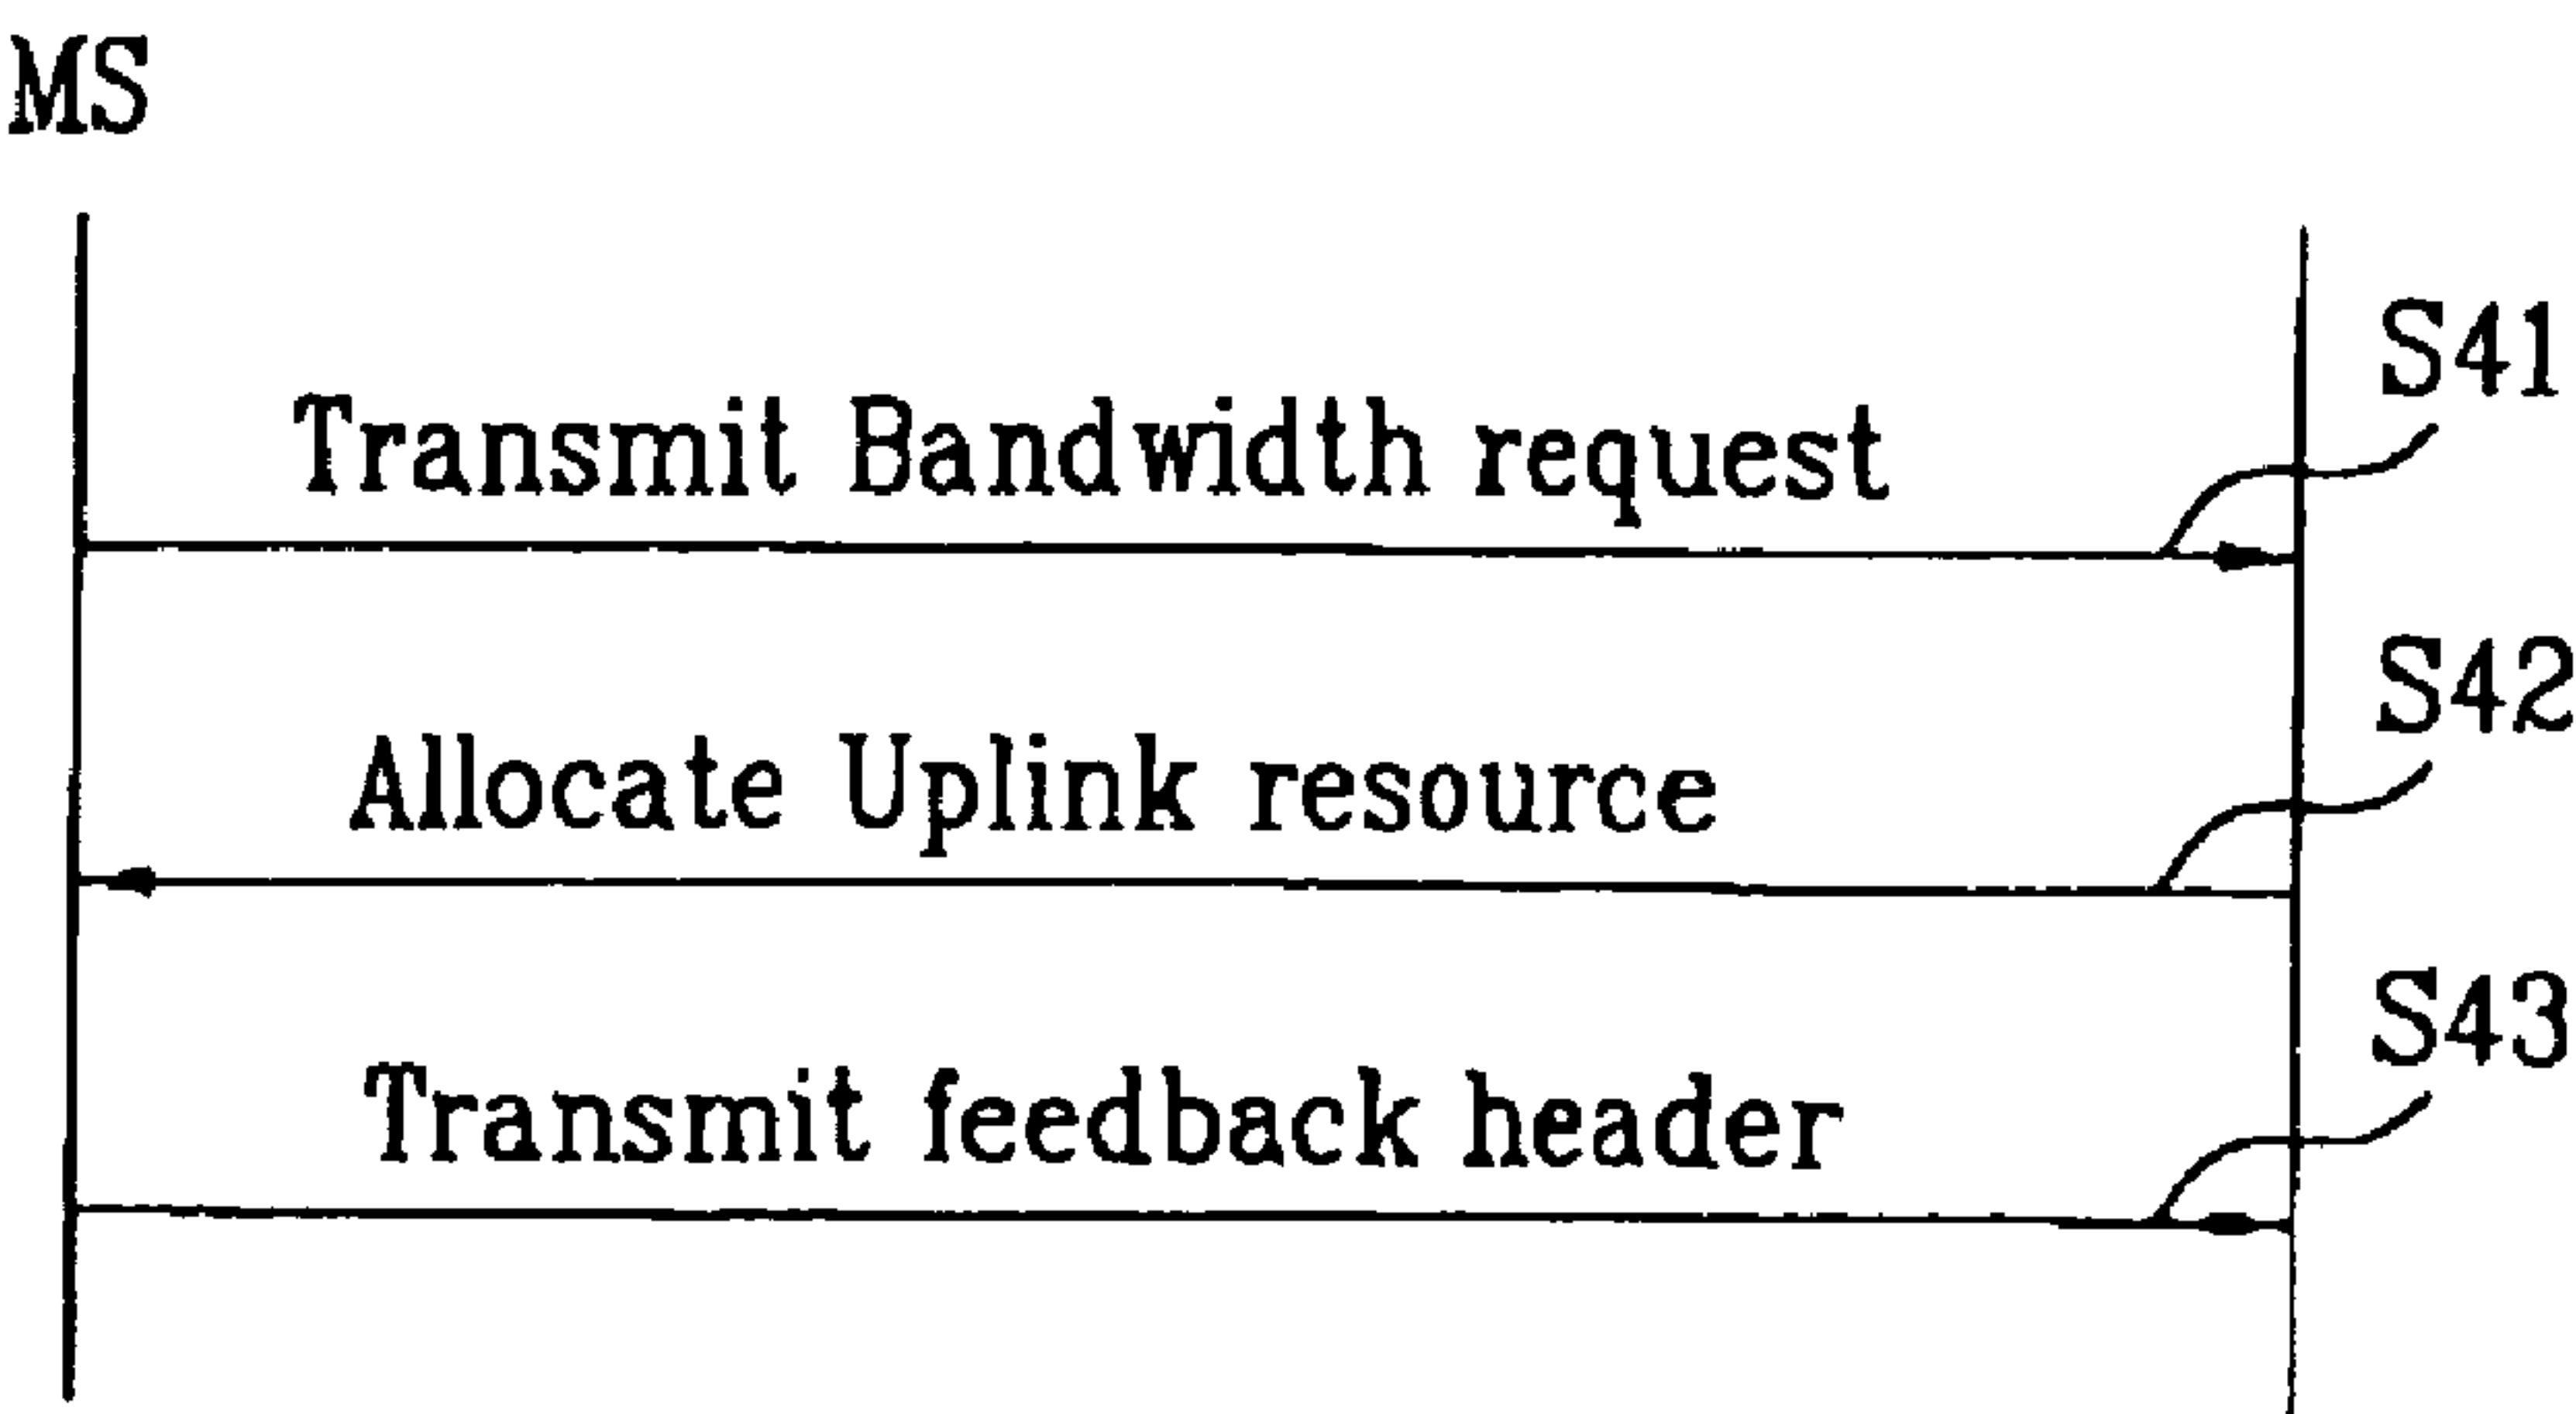 MS
S41
Transmit Bandwidth request
S42
Allocate Uplink resource
S43
Transmit feedback header